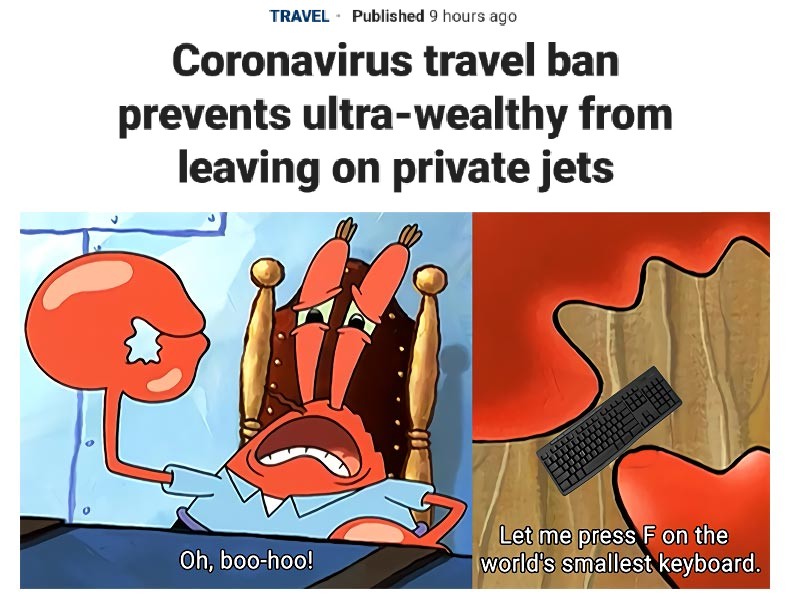 TRAVEL · Published 9 hours ago
Coronavirus travel ban
prevents ultra-wealthy from
leaving on private jets
Oh, boo-hoo!
Let me press F on the
world's smallest keyboard.